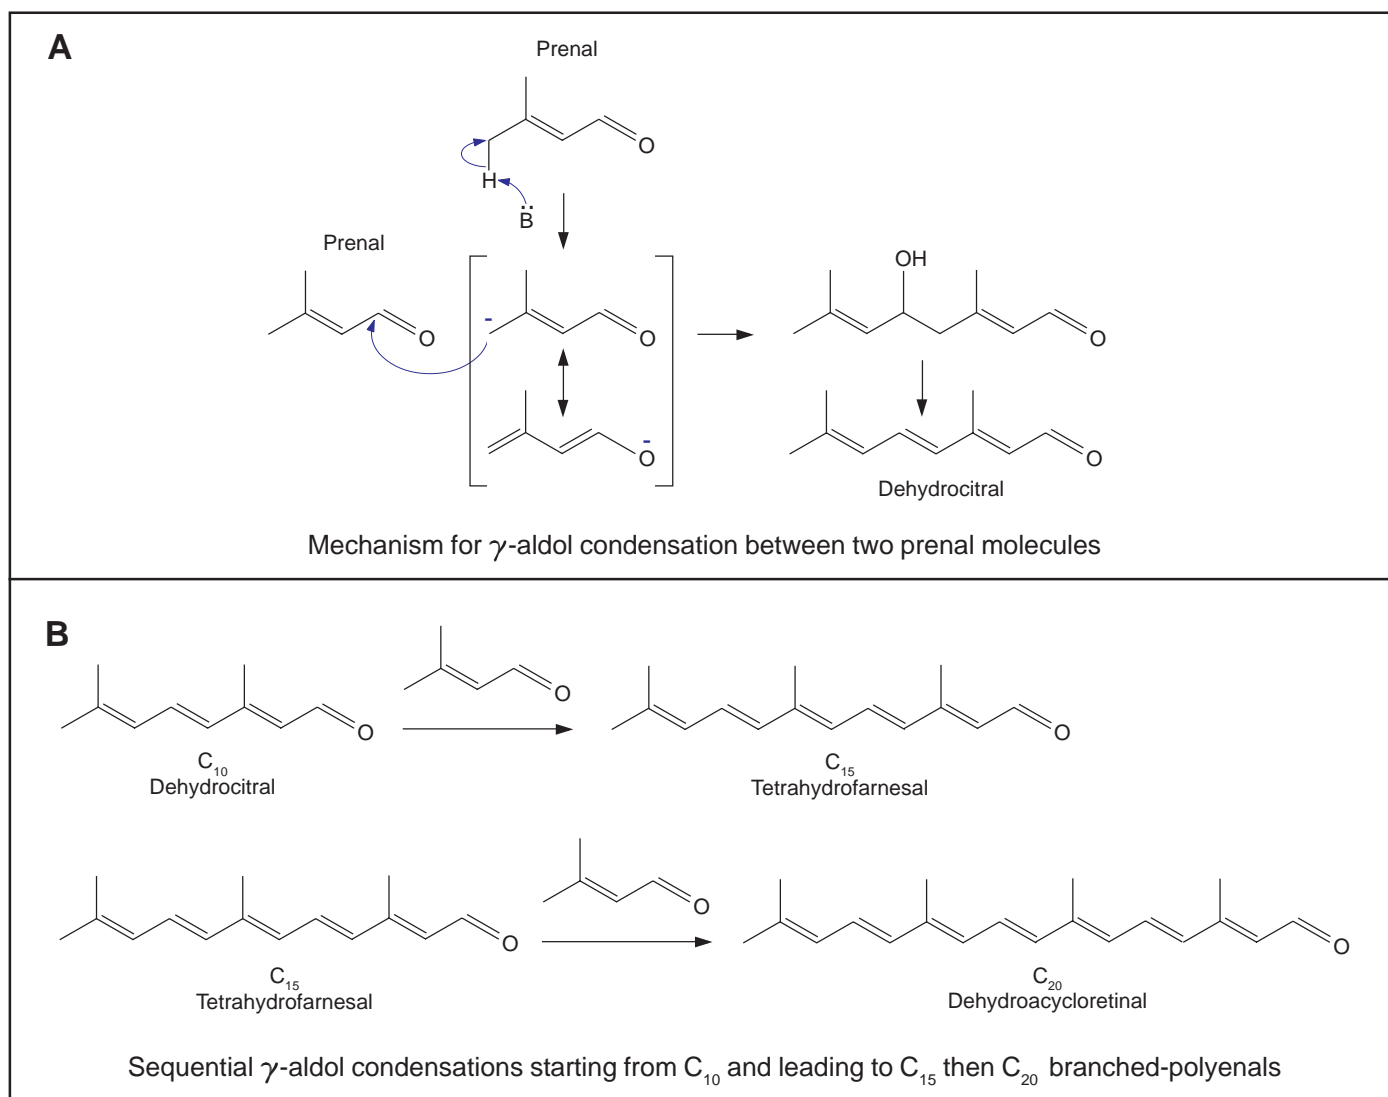 A
Prenal
O
H
B̈
Prenal
O
-
O
-
O
OH
O
O
Dehydrocitral
Mechanism for γ-aldol condensation between two prenal molecules
B
O
O
O
C₁₀
Dehydrocitral
C₁₅
Tetrahydrofarnesal
O
O
O
C₁₅
Tetrahydrofarnesal
C₂₀
Dehydroacycloretinal
Sequential γ-aldol condensations starting from C₁₀ and leading to C₁₅ then C₂₀ branched-polyenals